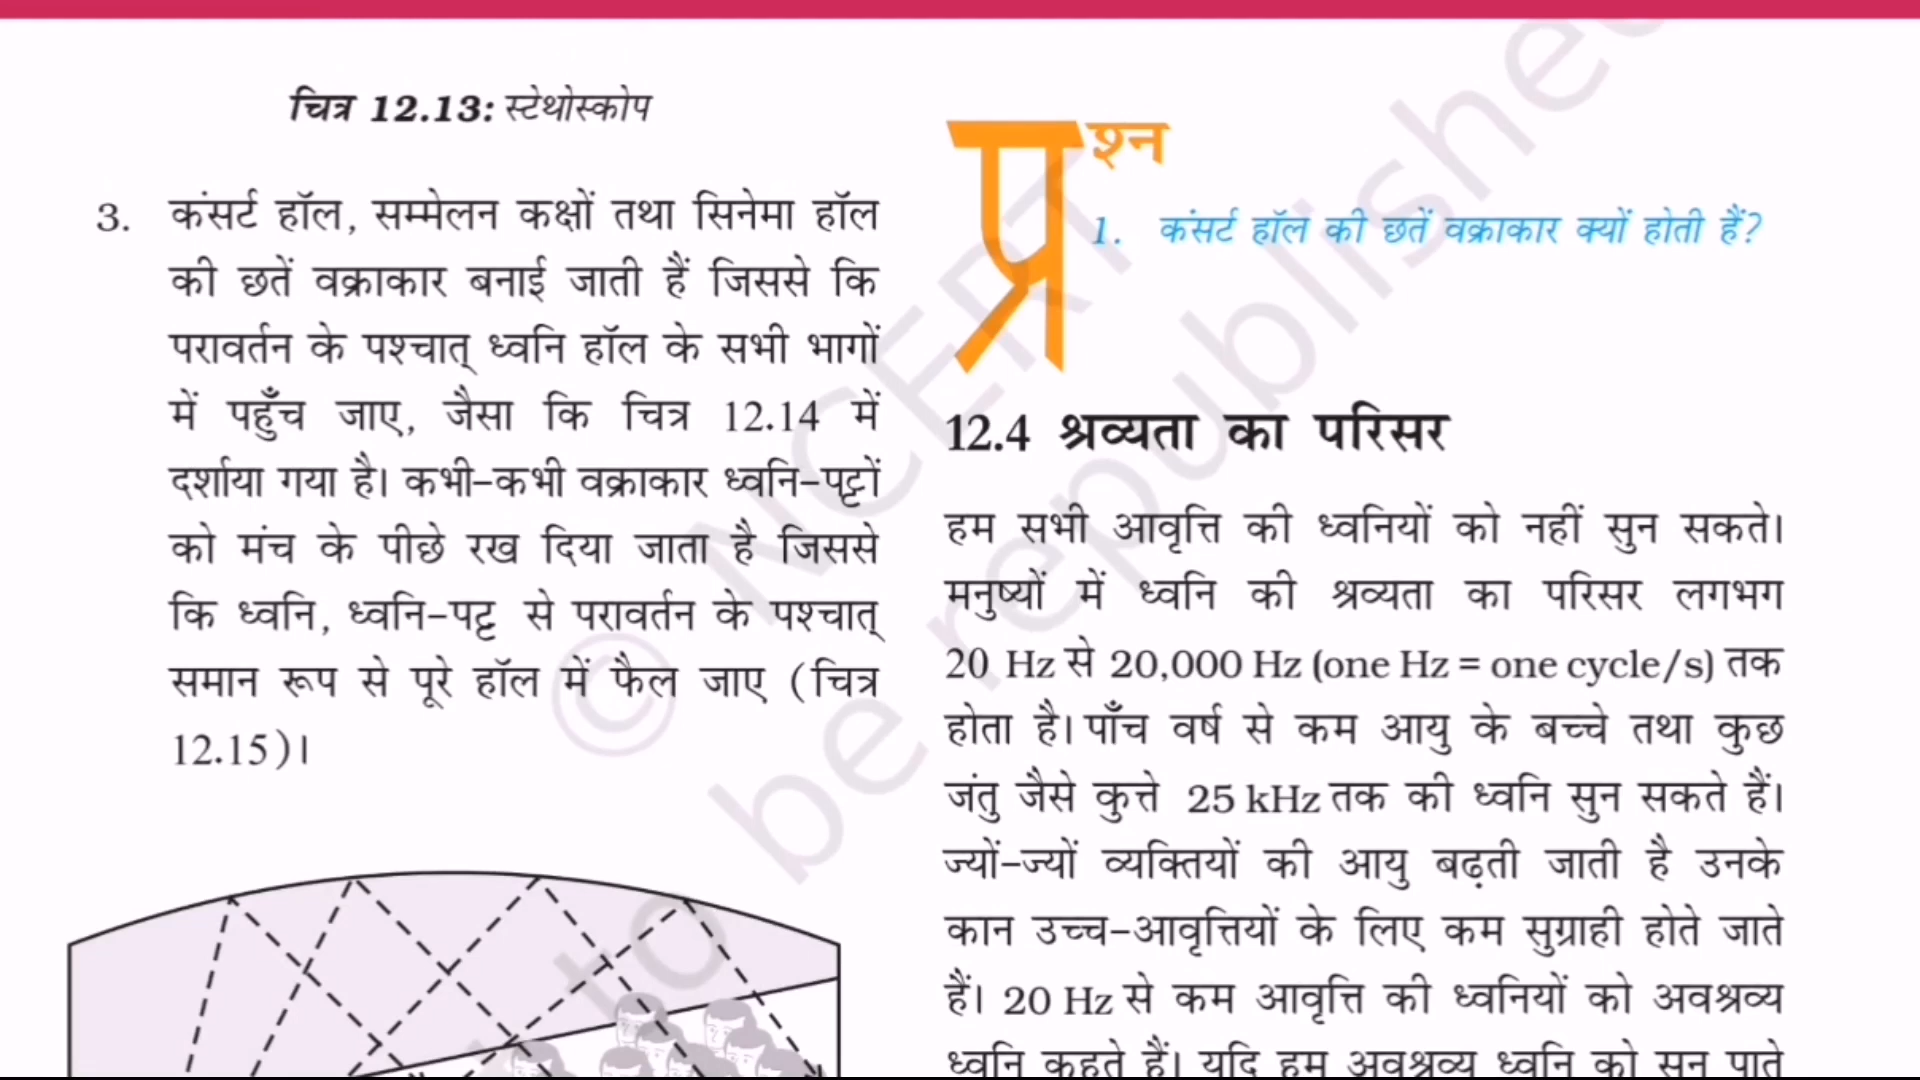 चित्र 12.13: स्टेथोस्कोप
3. कंसर्ट हॉल, सम्मेलन कक्षों तथा सिनेमा हॉल
की छतें वक्राकार बनाई जाती हैं जिससे कि
परावर्तन के पश्चात् ध्वनि हॉल के सभी भागों
में पहुँच जाए, जैसा कि चित्र 12.14 में
दर्शाया गया है। कभी-कभी वक्राकार ध्वनि-पट्टों
को मंच के पीछे रख दिया जाता है जिससे
कि ध्वनि, ध्वनि-पट्ट से परावर्तन के पश्चात्
समान रूप से पूरे हॉल में फैल जाए (चित्र
12.15)।
प्रश्न
1. कंसर्ट हॉल की छतें वक्राकार क्यों होती हैं?
12.4 श्रव्यता का परिसर
हम सभी आवृत्ति की ध्वनियों को नहीं सुन सकते।
मनुष्यों में ध्वनि की श्रव्यता का परिसर लगभग
20 Hz से 20,000 Hz (one Hz = one cycle/s) तक
होता है। पाँच वर्ष से कम आयु के बच्चे तथा कुछ
जंतु जैसे कुत्ते 25 kHz तक की ध्वनि सुन सकते हैं।
ज्यों-ज्यों व्यक्तियों की आयु बढ़ती जाती है उनके
कान उच्च-आवृत्तियों के लिए कम सुग्राही होते जाते
हैं। 20 Hz से कम आवृत्ति की ध्वनियों को अवश्रव्य
ध्वनि कहते हैं। यदि हम अवश्रव्य ध्वनि को सुन पाते
© NCERT
to be republished